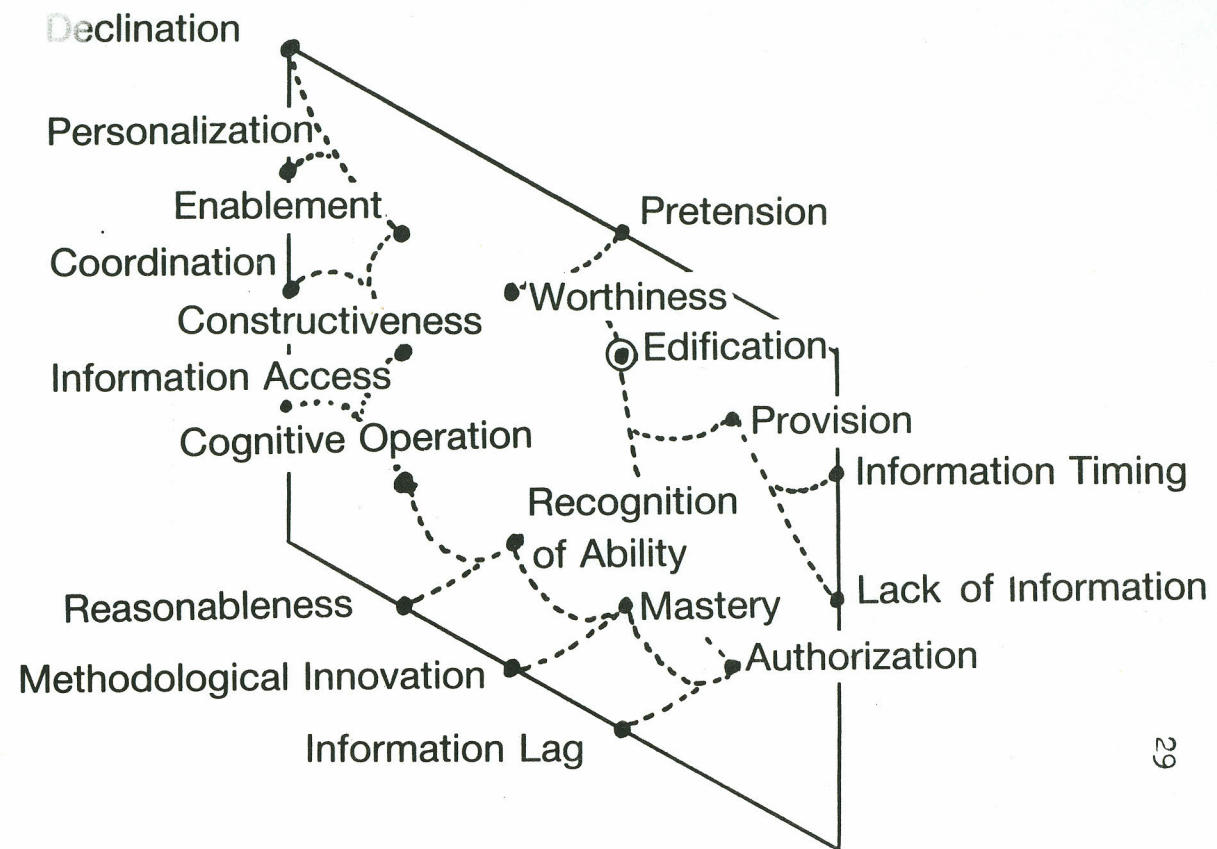 Declination
Personalization
Enablement
Pretension
Coordination
Worthiness
Constructiveness
Edification
Information Access
Provision
Cognitive Operation
Information Timing
Recognition
of Ability
Lack of Information
Reasonableness
Mastery
Authorization
Methodological Innovation
Information Lag
29